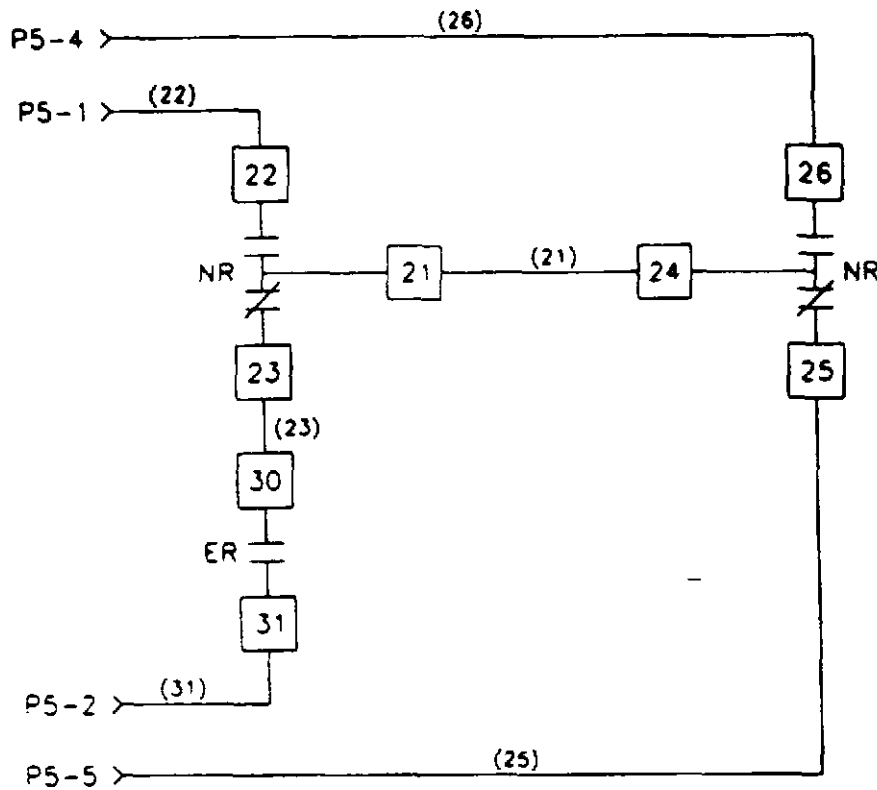 (26)
P5-4
(22)
P5-1
22
26
NR
21
(21)
24
NR
23
25
(23)
30
ER
31
(31)
P5-2
(25)
P5-5